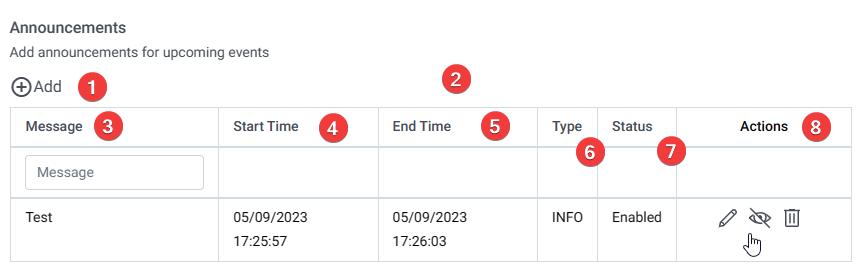 Announcements
Add announcements for upcoming events
Add 1
2
Message 3 Start Time 4 End Time 5 Type 6 Status 7 Actions 8
Message
Test 05/09/2023 17:25:57 05/09/2023 17:26:03 INFO Enabled